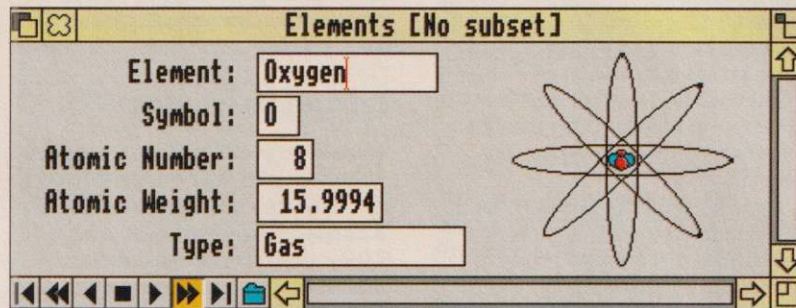 Elements [No subset]
Element: Oxygen
Symbol: O
Atomic Number: 8
Atomic Weight: 15.9994
Type: Gas